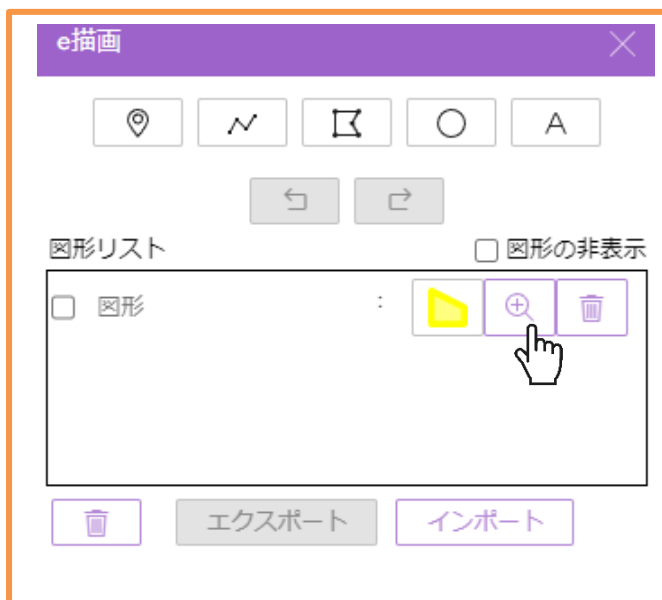 e描画
A
図形リスト
図形の非表示
図形 :
エクスポート
インポート